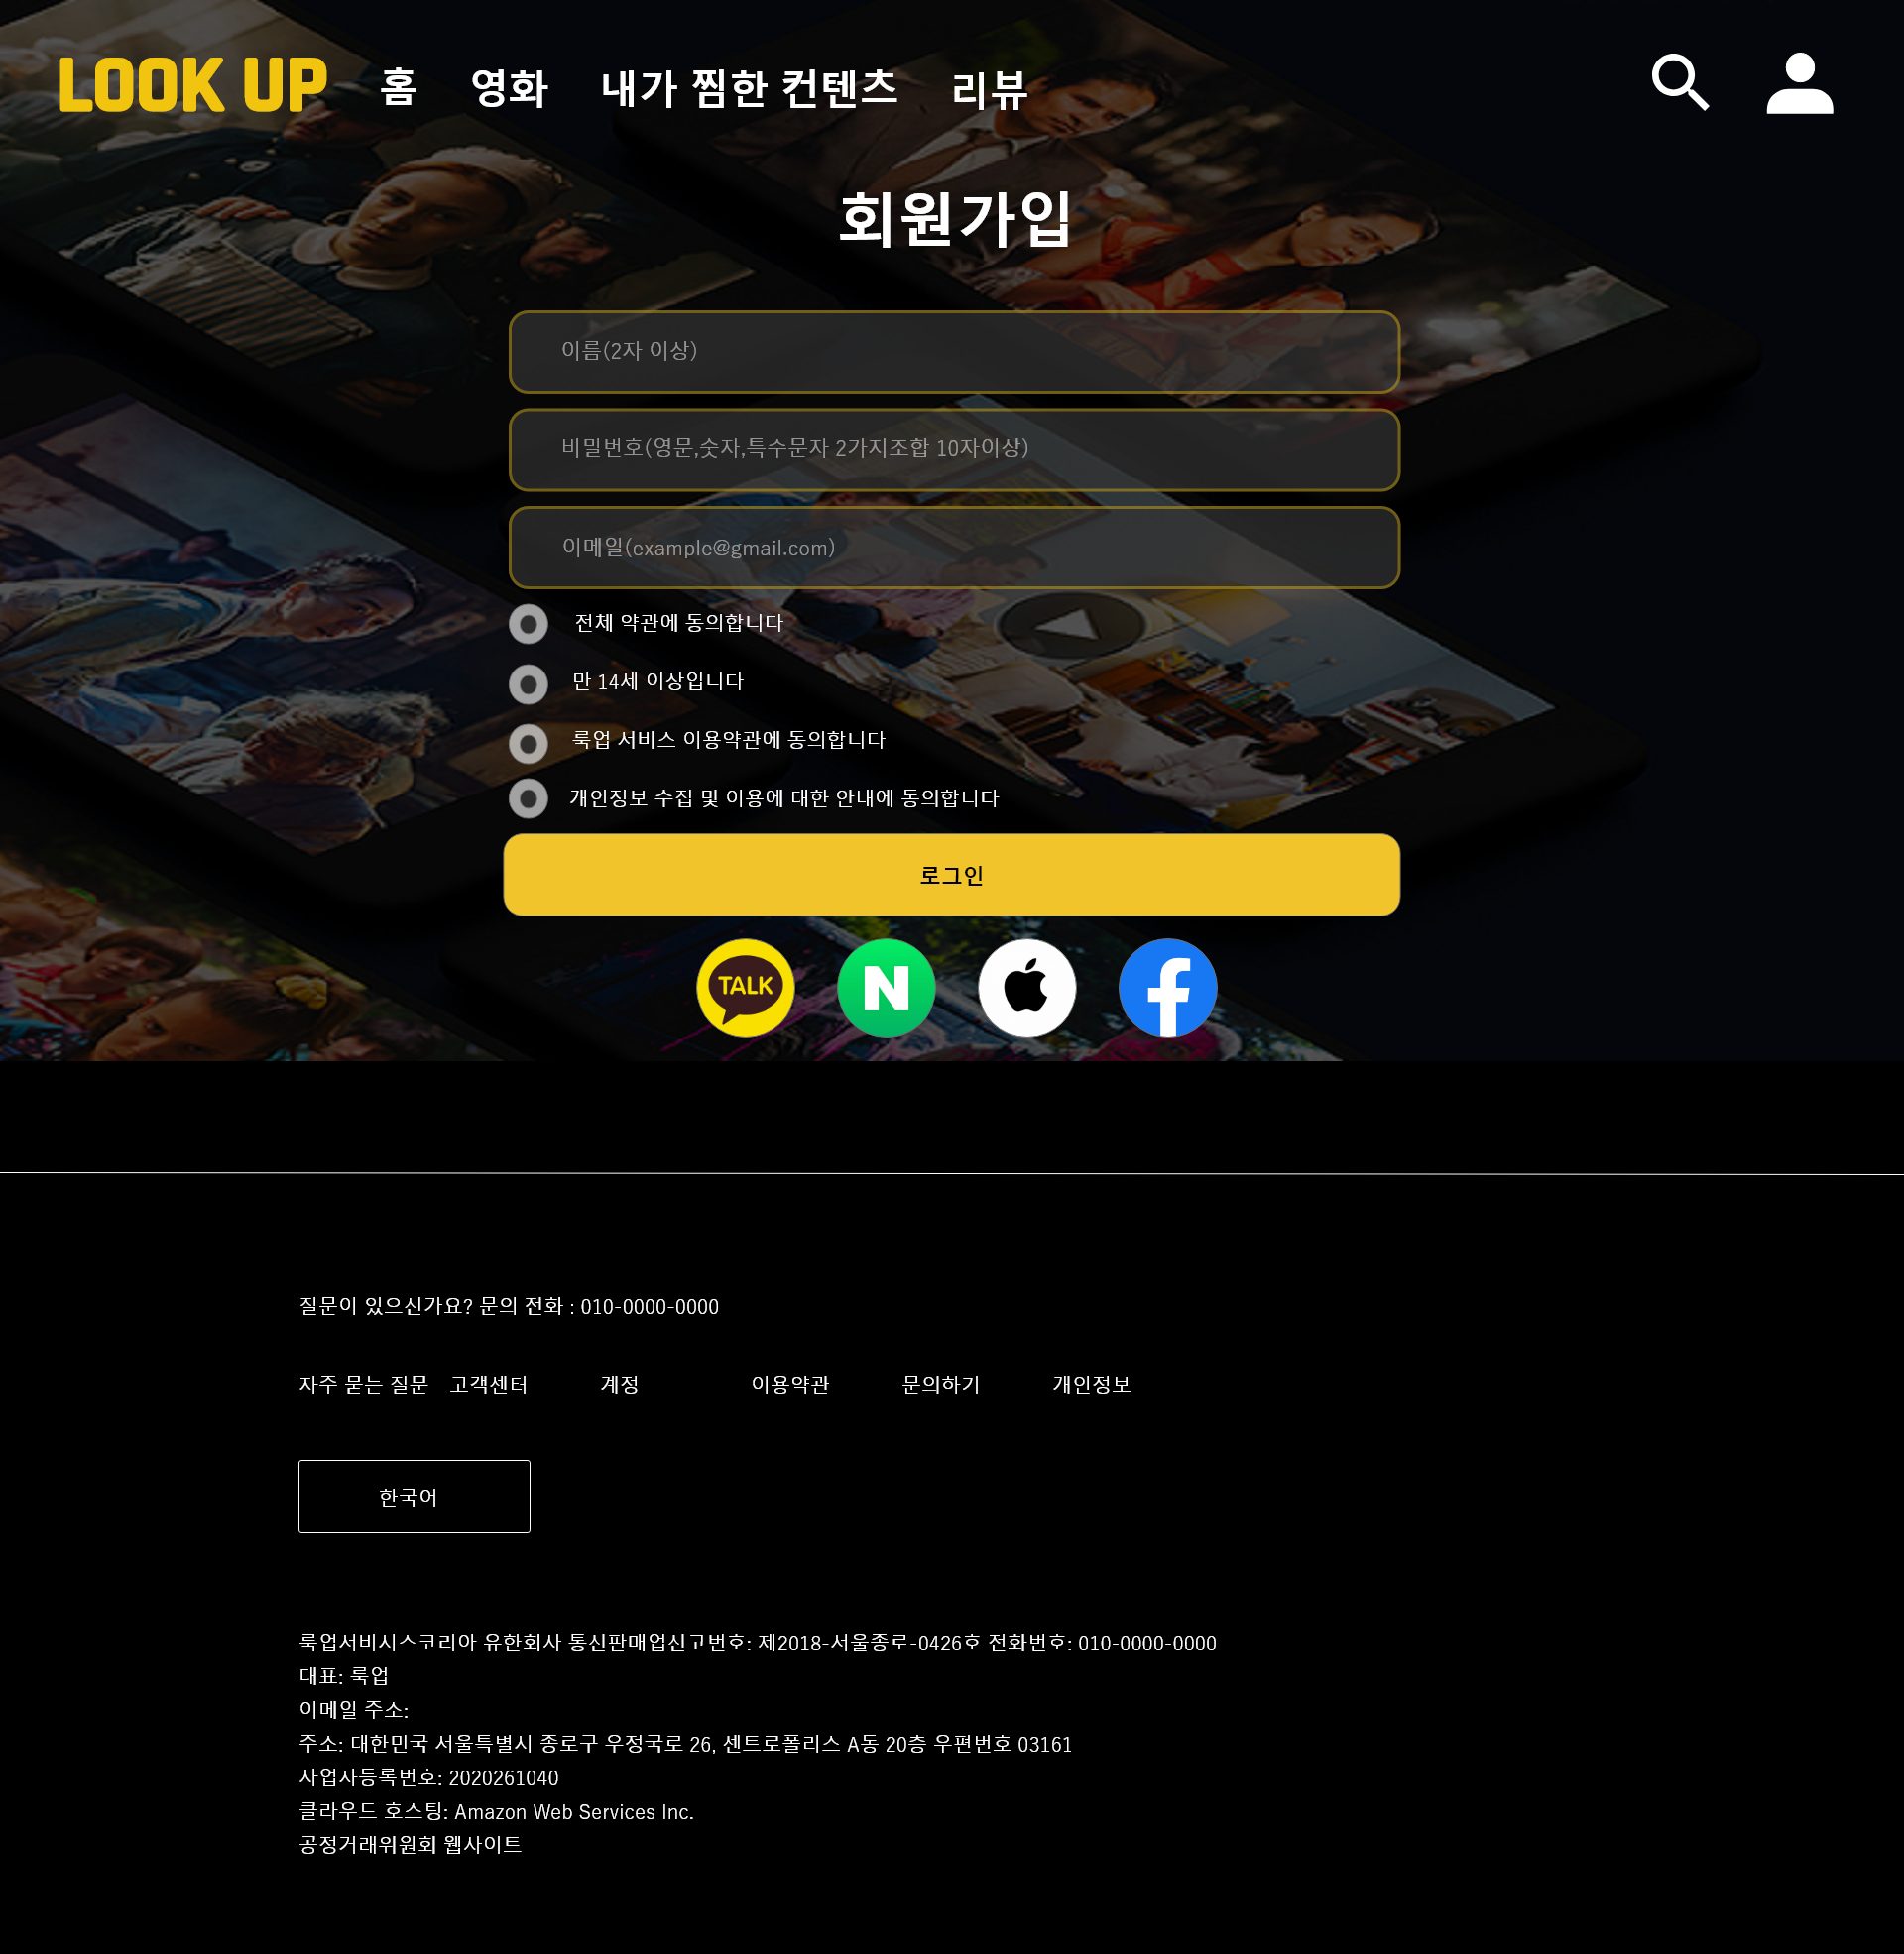 LOOK UP 홈 영화 내가 찜한 컨텐츠 리뷰
회원가입
이름(2자 이상)
비밀번호(영문,숫자,특수문자 2가지조합 10자이상)
이메일(example@gmail.com)
전체 약관에 동의합니다
만 14세 이상입니다
룩업 서비스 이용약관에 동의합니다
개인정보 수집 및 이용에 대한 안내에 동의합니다
로그인
TALK N
질문이 있으신가요? 문의 전화 : 010-0000-0000
자주 묻는 질문 고객센터 계정 이용약관 문의하기 개인정보
한국어
룩업서비시스코리아 유한회사 통신판매업신고번호: 제2018-서울종로-0426호 전화번호: 010-0000-0000
대표: 룩업
이메일 주소:
주소: 대한민국 서울특별시 종로구 우정국로 26, 센트로폴리스 A동 20층 우편번호 03161
사업자등록번호: 2020261040
클라우드 호스팅: Amazon Web Services Inc.
공정거래위원회 웹사이트